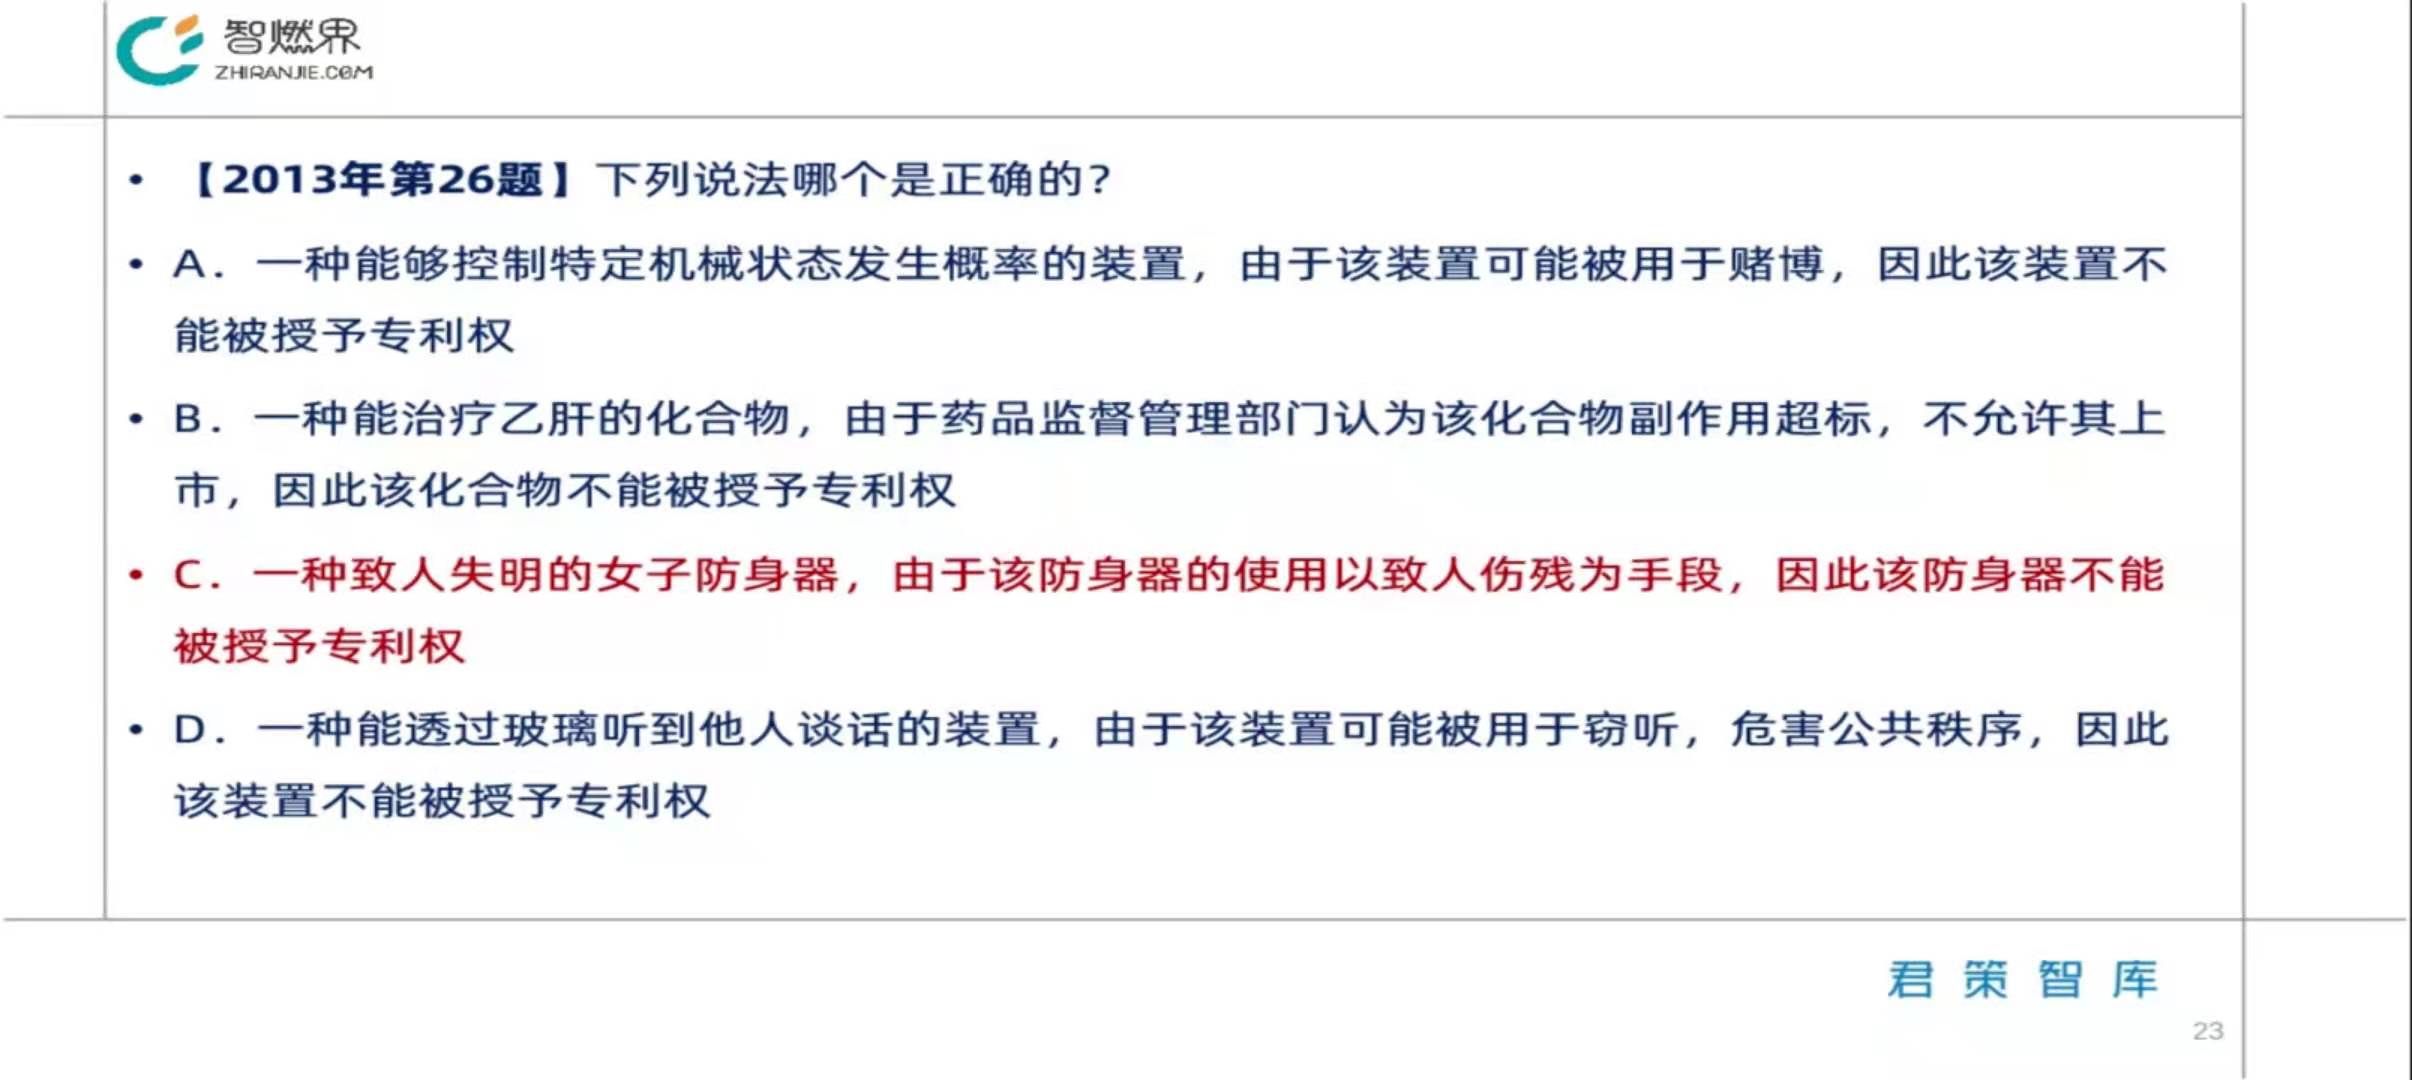 智燃界
ZHIRANJIE.COM
• 【2013年第26题】下列说法哪个是正确的?
• A. 一种能够控制特定机械状态发生概率的装置,由于该装置可能被用于赌博,因此该装置不
能被授予专利权
• B. 一种能治疗乙肝的化合物,由于药品监督管理部门认为该化合物副作用超标,不允许其上
市,因此该化合物不能被授予专利权
• C. 一种致人失明的女子防身器,由于该防身器的使用以致人伤残为手段,因此该防身器不能
被授予专利权
• D. 一种能透过玻璃听到他人谈话的装置,由于该装置可能被用于窃听,危害公共秩序,因此
该装置不能被授予专利权
君策智库
23